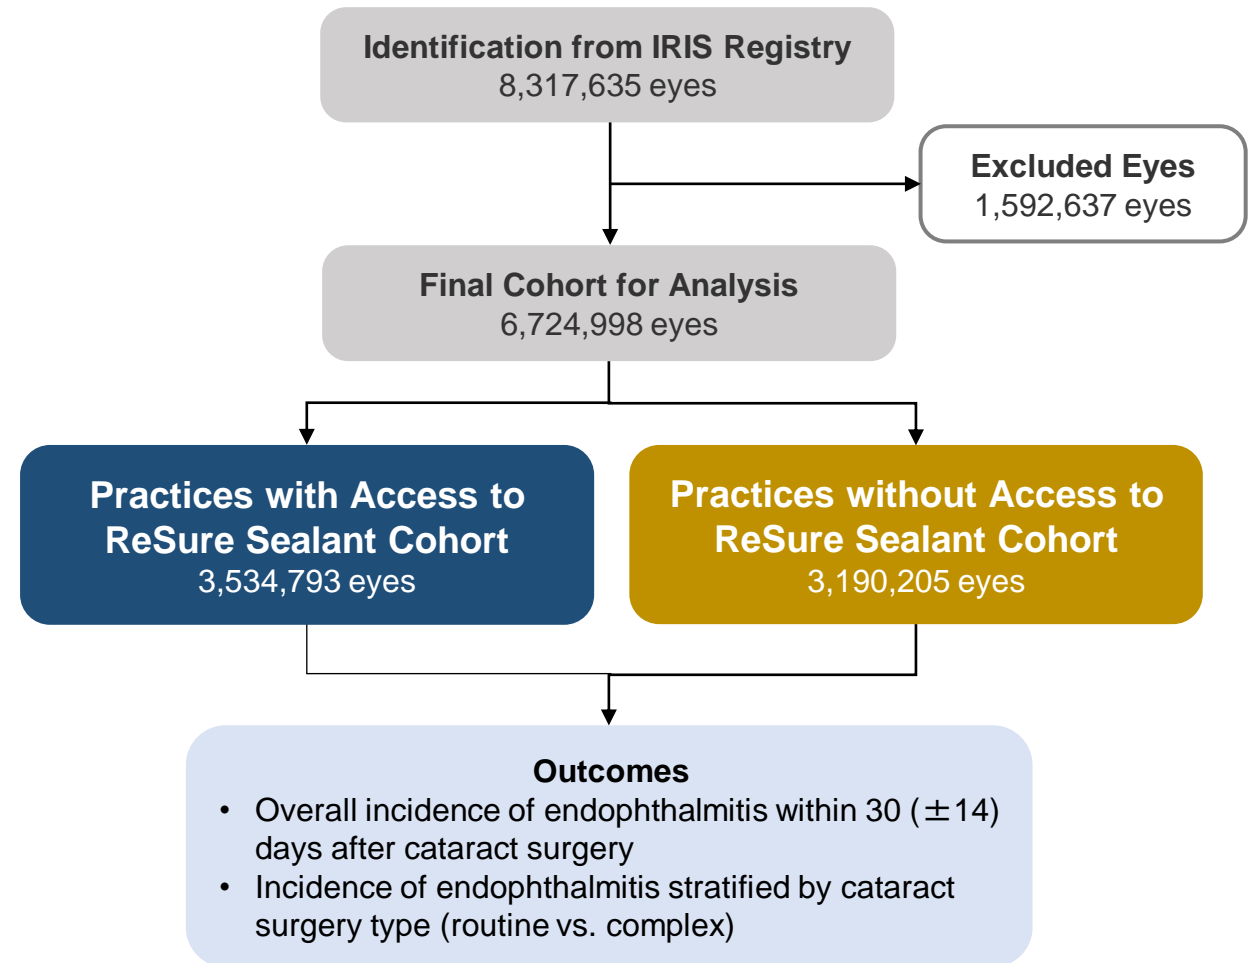 Identification from IRIS Registry
8,317,635 eyes
Excluded Eyes
1,592,637 eyes
Final Cohort for Analysis
6,724,998 eyes
Practices with Access to
ReSure Sealant Cohort
3,534,793 eyes
Practices without Access to
ReSure Sealant Cohort
3,190,205 eyes
Outcomes
• Overall incidence of endophthalmitis within 30 (±14)
days after cataract surgery
• Incidence of endophthalmitis stratified by cataract
surgery type (routine vs. complex)